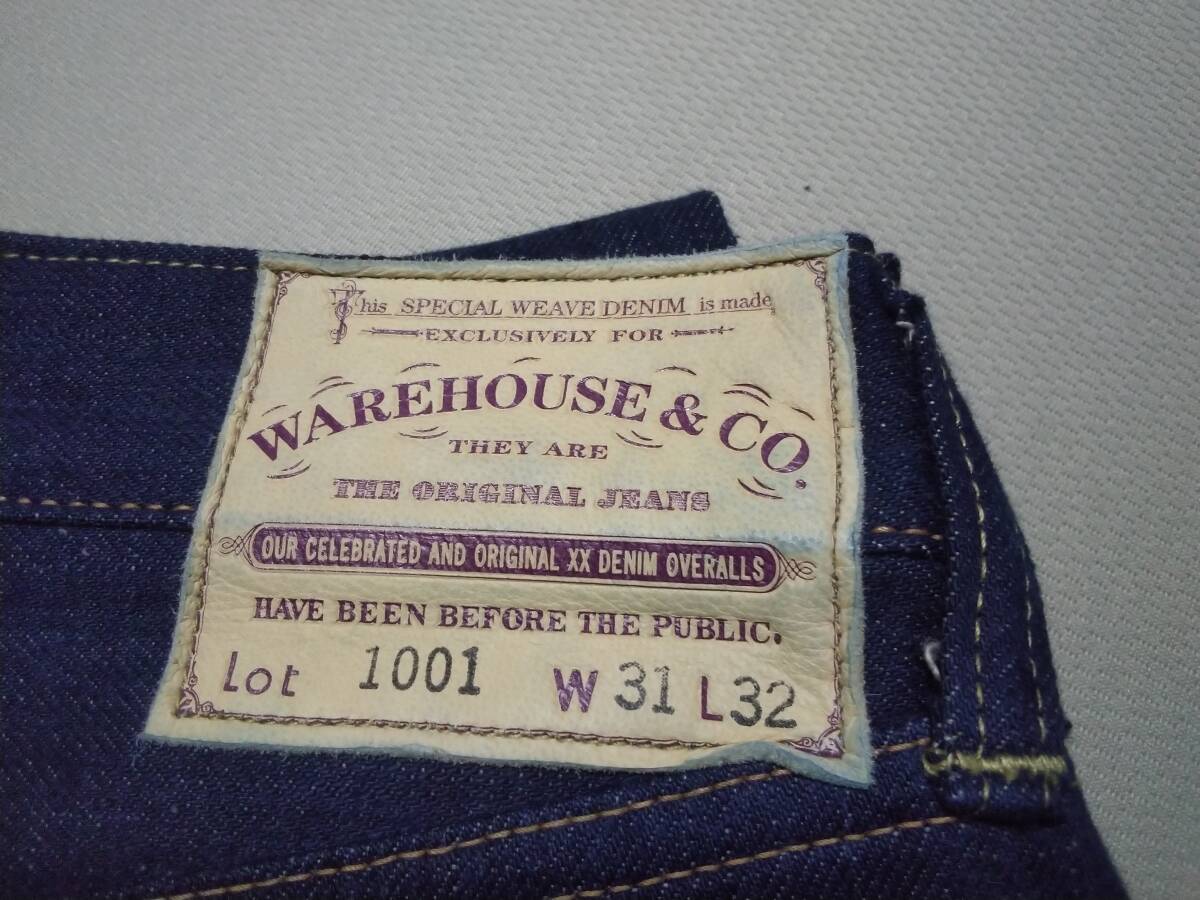 This SPECIAL WEAVE DENIM is made
EXCLUSIVELY FOR
WAREHOUSE & CO.
THEY ARE
THE ORIGINAL JEANS
OUR CELEBRATED AND ORIGINAL XX DENIM OVERALLS
HAVE BEEN BEFORE THE PUBLIC.
Lot 1001 W 31 L 32